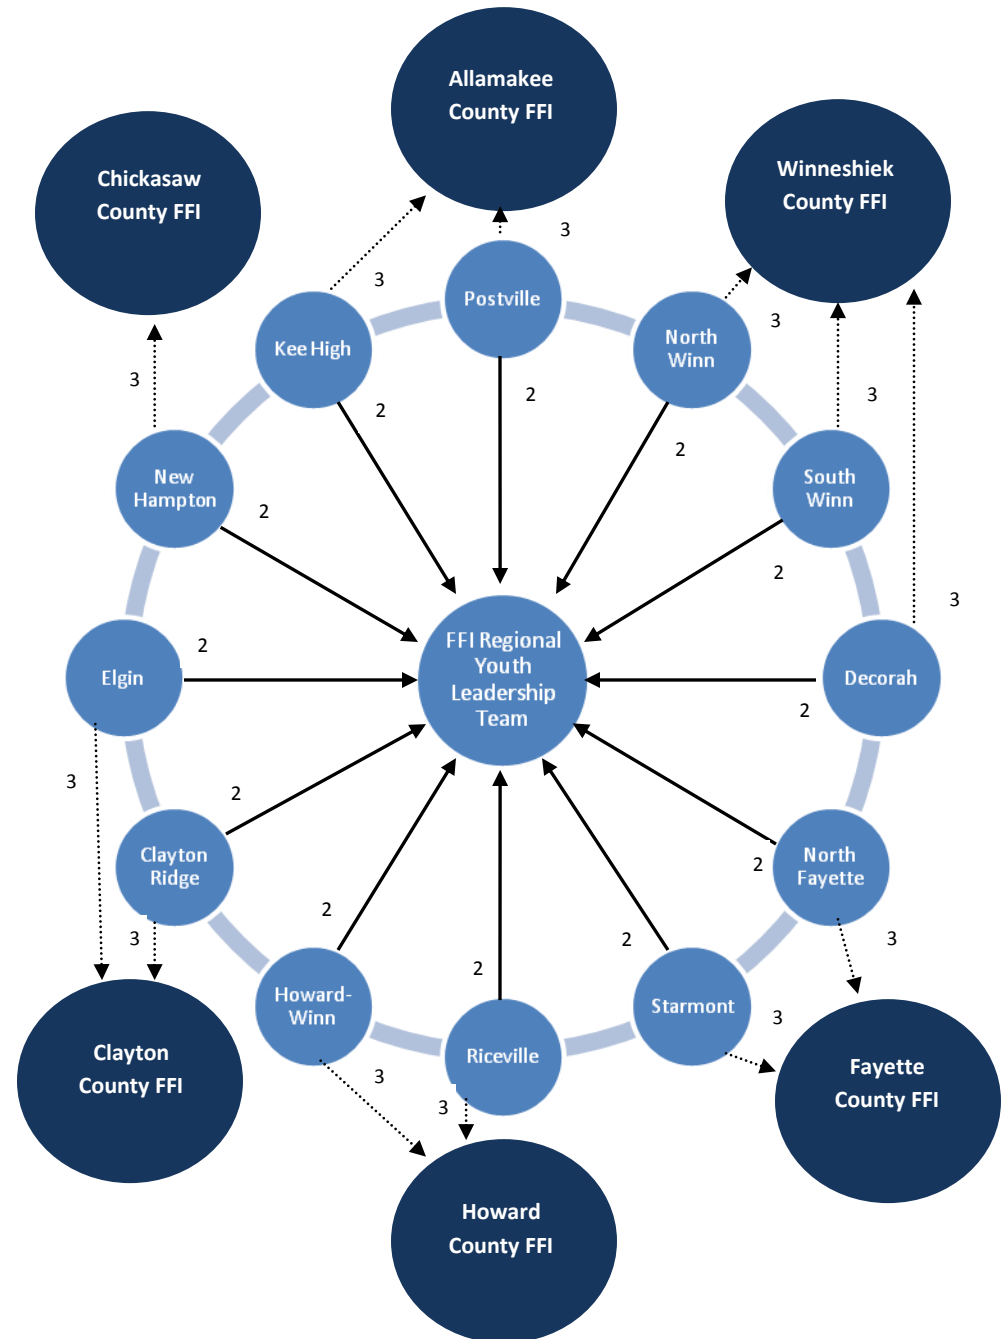 Allamakee
County FFI
Chickasaw
County FFI
Winneshiek
County FFI
3
3
3
3
3
3
Postville
Kee High
North
Winn
2
2
2
New
Hampton
South
Winn
2
2
FFI Regional
Youth
Leadership
Team
Elgin
2
Decorah
2
3
2
Clayton
Ridge
North
Fayette
2
3
3
2
2
2
Howard-
Winn
Starmont
Riceville
3
3
3
Clayton
County FFI
Fayette
County FFI
Howard
County FFI